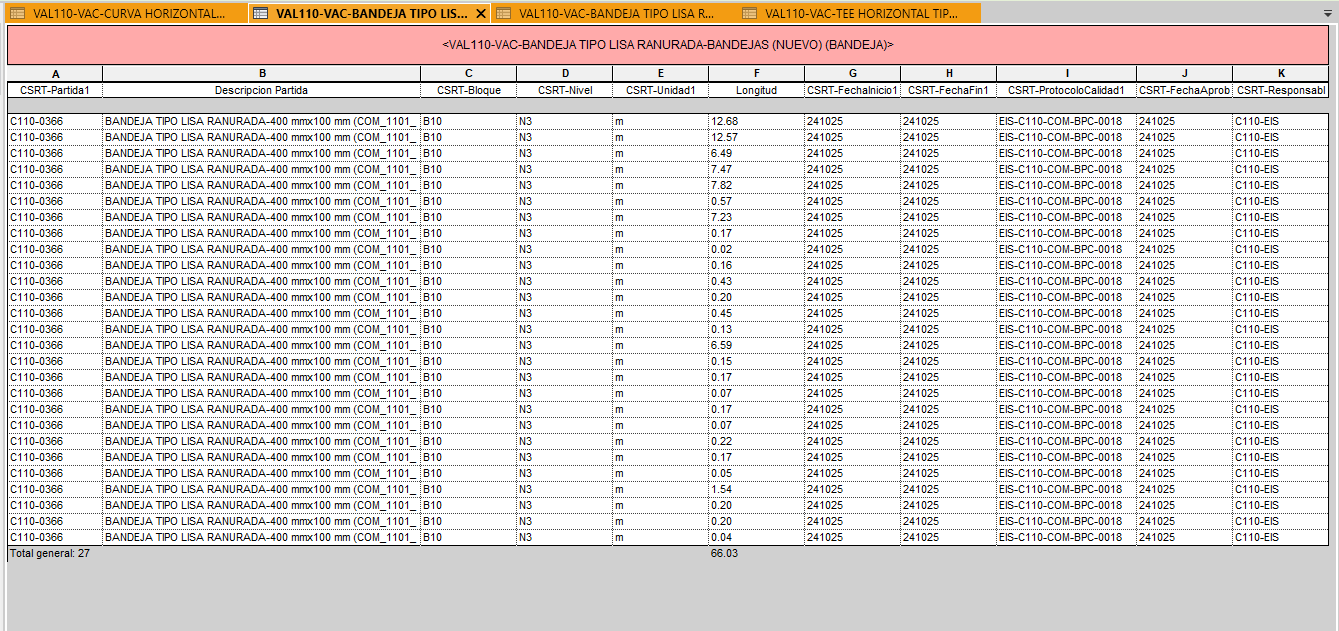 VAL110-VAC-CURVA HORIZONTAL... VAL110-VAC-BANDEJA TIPO LIS... VAL110-VAC-BANDEJA TIPO LISA R... VAL110-VAC-TEE HORIZONTAL TIP...
<VAL110-VAC-BANDEJA TIPO LISA RANURADA-BANDEJAS (NUEVO) (BANDEJA)>
A B C D E F G H I J K
CSRT-Partida1 Descripcion Partida CSRT-Bloque CSRT-Nivel CSRT-Unidad1 Longitud CSRT-FechaInicio1 CSRT-FechaFin1 CSRT-ProtocoloCalidad1 CSRT-FechaAprob CSRT-Responsabl
C110-0366 BANDEJA TIPO LISA RANURADA-400 mmx100 mm (COM_1101_ B10 N3 m 12.68 241025 241025 EIS-C110-COM-BPC-0018 241025 C110-EIS
C110-0366 BANDEJA TIPO LISA RANURADA-400 mmx100 mm (COM_1101_ B10 N3 m 12.57 241025 241025 EIS-C110-COM-BPC-0018 241025 C110-EIS
C110-0366 BANDEJA TIPO LISA RANURADA-400 mmx100 mm (COM_1101_ B10 N3 m 6.49 241025 241025 EIS-C110-COM-BPC-0018 241025 C110-EIS
C110-0366 BANDEJA TIPO LISA RANURADA-400 mmx100 mm (COM_1101_ B10 N3 m 7.47 241025 241025 EIS-C110-COM-BPC-0018 241025 C110-EIS
C110-0366 BANDEJA TIPO LISA RANURADA-400 mmx100 mm (COM_1101_ B10 N3 m 7.82 241025 241025 EIS-C110-COM-BPC-0018 241025 C110-EIS
C110-0366 BANDEJA TIPO LISA RANURADA-400 mmx100 mm (COM_1101_ B10 N3 m 0.57 241025 241025 EIS-C110-COM-BPC-0018 241025 C110-EIS
C110-0366 BANDEJA TIPO LISA RANURADA-400 mmx100 mm (COM_1101_ B10 N3 m 7.23 241025 241025 EIS-C110-COM-BPC-0018 241025 C110-EIS
C110-0366 BANDEJA TIPO LISA RANURADA-400 mmx100 mm (COM_1101_ B10 N3 m 0.17 241025 241025 EIS-C110-COM-BPC-0018 241025 C110-EIS
C110-0366 BANDEJA TIPO LISA RANURADA-400 mmx100 mm (COM_1101_ B10 N3 m 0.02 241025 241025 EIS-C110-COM-BPC-0018 241025 C110-EIS
C110-0366 BANDEJA TIPO LISA RANURADA-400 mmx100 mm (COM_1101_ B10 N3 m 0.16 241025 241025 EIS-C110-COM-BPC-0018 241025 C110-EIS
C110-0366 BANDEJA TIPO LISA RANURADA-400 mmx100 mm (COM_1101_ B10 N3 m 0.43 241025 241025 EIS-C110-COM-BPC-0018 241025 C110-EIS
C110-0366 BANDEJA TIPO LISA RANURADA-400 mmx100 mm (COM_1101_ B10 N3 m 0.20 241025 241025 EIS-C110-COM-BPC-0018 241025 C110-EIS
C110-0366 BANDEJA TIPO LISA RANURADA-400 mmx100 mm (COM_1101_ B10 N3 m 0.45 241025 241025 EIS-C110-COM-BPC-0018 241025 C110-EIS
C110-0366 BANDEJA TIPO LISA RANURADA-400 mmx100 mm (COM_1101_ B10 N3 m 0.13 241025 241025 EIS-C110-COM-BPC-0018 241025 C110-EIS
C110-0366 BANDEJA TIPO LISA RANURADA-400 mmx100 mm (COM_1101_ B10 N3 m 6.59 241025 241025 EIS-C110-COM-BPC-0018 241025 C110-EIS
C110-0366 BANDEJA TIPO LISA RANURADA-400 mmx100 mm (COM_1101_ B10 N3 m 0.15 241025 241025 EIS-C110-COM-BPC-0018 241025 C110-EIS
C110-0366 BANDEJA TIPO LISA RANURADA-400 mmx100 mm (COM_1101_ B10 N3 m 0.17 241025 241025 EIS-C110-COM-BPC-0018 241025 C110-EIS
C110-0366 BANDEJA TIPO LISA RANURADA-400 mmx100 mm (COM_1101_ B10 N3 m 0.07 241025 241025 EIS-C110-COM-BPC-0018 241025 C110-EIS
C110-0366 BANDEJA TIPO LISA RANURADA-400 mmx100 mm (COM_1101_ B10 N3 m 0.17 241025 241025 EIS-C110-COM-BPC-0018 241025 C110-EIS
C110-0366 BANDEJA TIPO LISA RANURADA-400 mmx100 mm (COM_1101_ B10 N3 m 0.07 241025 241025 EIS-C110-COM-BPC-0018 241025 C110-EIS
C110-0366 BANDEJA TIPO LISA RANURADA-400 mmx100 mm (COM_1101_ B10 N3 m 0.22 241025 241025 EIS-C110-COM-BPC-0018 241025 C110-EIS
C110-0366 BANDEJA TIPO LISA RANURADA-400 mmx100 mm (COM_1101_ B10 N3 m 0.17 241025 241025 EIS-C110-COM-BPC-0018 241025 C110-EIS
C110-0366 BANDEJA TIPO LISA RANURADA-400 mmx100 mm (COM_1101_ B10 N3 m 0.05 241025 241025 EIS-C110-COM-BPC-0018 241025 C110-EIS
C110-0366 BANDEJA TIPO LISA RANURADA-400 mmx100 mm (COM_1101_ B10 N3 m 1.54 241025 241025 EIS-C110-COM-BPC-0018 241025 C110-EIS
C110-0366 BANDEJA TIPO LISA RANURADA-400 mmx100 mm (COM_1101_ B10 N3 m 0.20 241025 241025 EIS-C110-COM-BPC-0018 241025 C110-EIS
C110-0366 BANDEJA TIPO LISA RANURADA-400 mmx100 mm (COM_1101_ B10 N3 m 0.20 241025 241025 EIS-C110-COM-BPC-0018 241025 C110-EIS
C110-0366 BANDEJA TIPO LISA RANURADA-400 mmx100 mm (COM_1101_ B10 N3 m 0.04 241025 241025 EIS-C110-COM-BPC-0018 241025 C110-EIS
Total general: 27 66.03